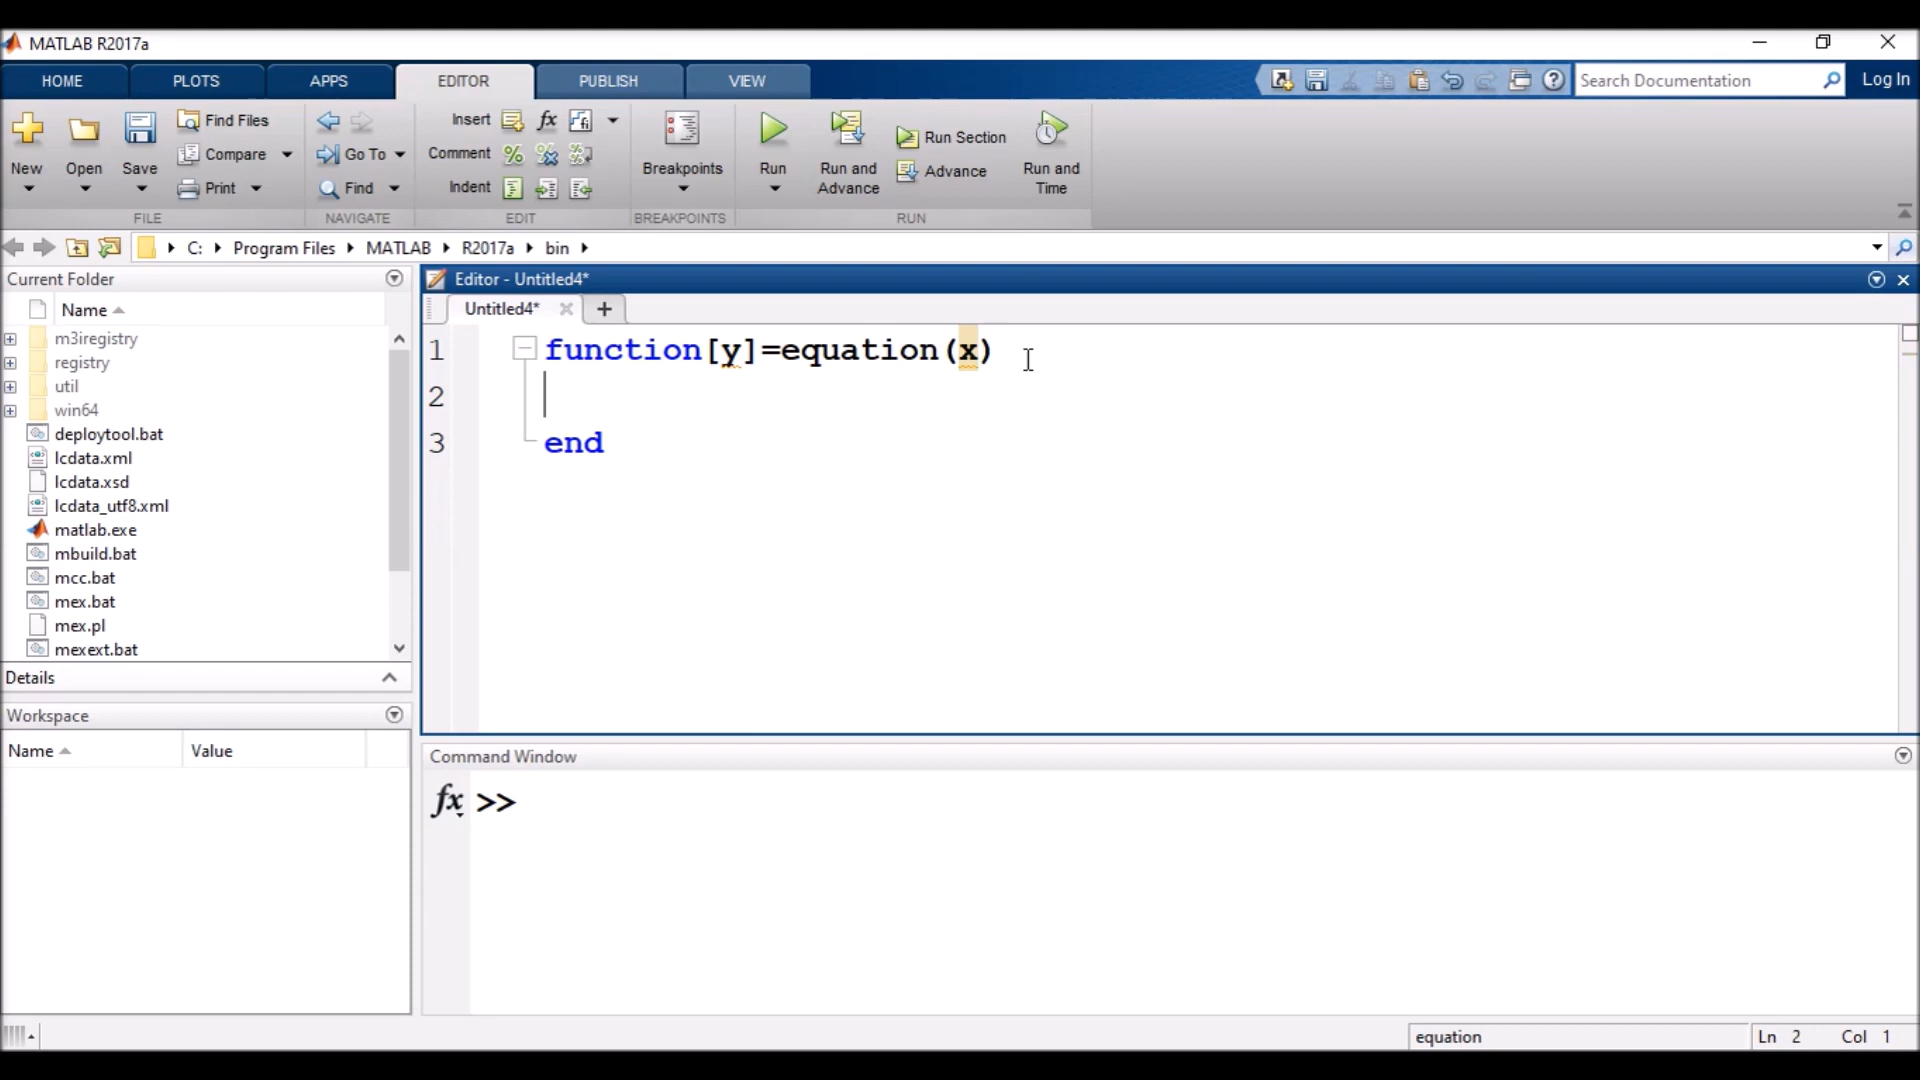 MATLAB R2017a
HOME PLOTS APPS EDITOR PUBLISH VIEW
Search Documentation Log In
New Open Save Find Files Compare Print
Go To Find
Insert fx
Comment
Indent
Breakpoints
Run Run and Advance Run Section Advance Run and Time
FILE NAVIGATE EDIT BREAKPOINTS RUN
C: Program Files MATLAB R2017a bin
Current Folder
Name
m3iregistry
registry
util
win64
deploytool.bat
lcdata.xml
lcdata.xsd
lcdata_utf8.xml
matlab.exe
mbuild.bat
mcc.bat
mex.bat
mex.pl
mexext.bat
Details
Workspace
Name Value
Editor - Untitled4*
Untitled4*
1 function[y]=equation(x)
2
3 end
Command Window
fx >>
equation Ln 2 Col 1